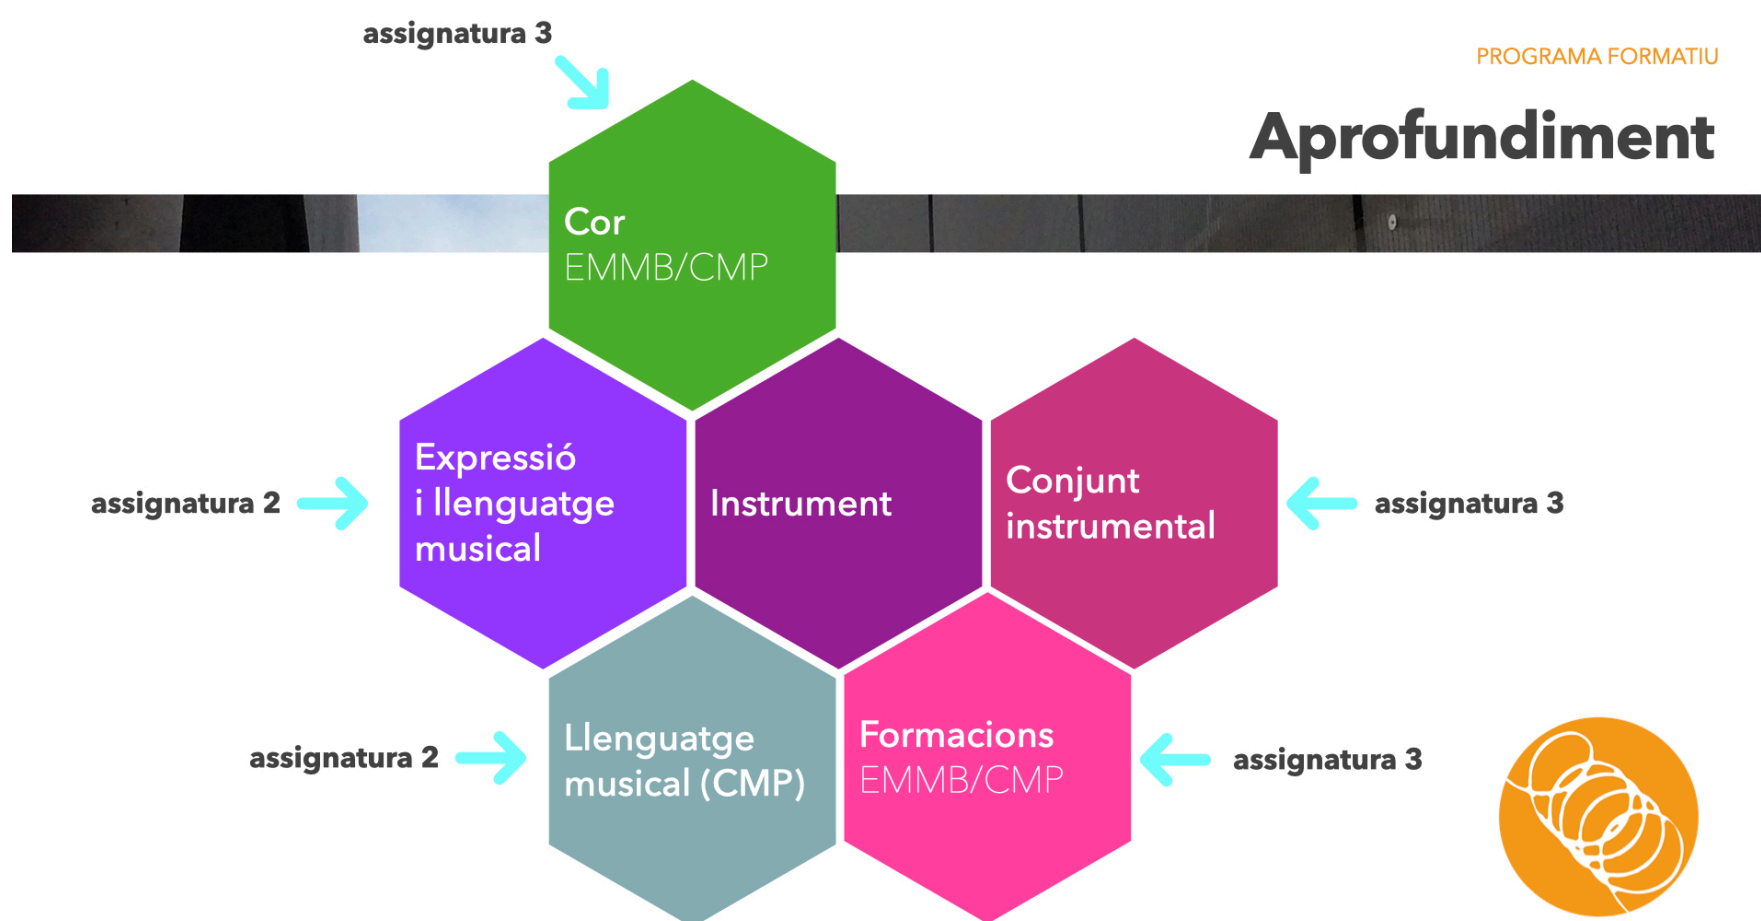 assignatura 3
PROGRAMA FORMATIU
Aprofundiment
Cor
EMMB/CMP
Expressió
i llenguatge
musical
assignatura 2
Instrument
Conjunt
instrumental
assignatura 3
Llenguatge
musical (CMP)
assignatura 2
Formacions
EMMB/CMP
assignatura 3